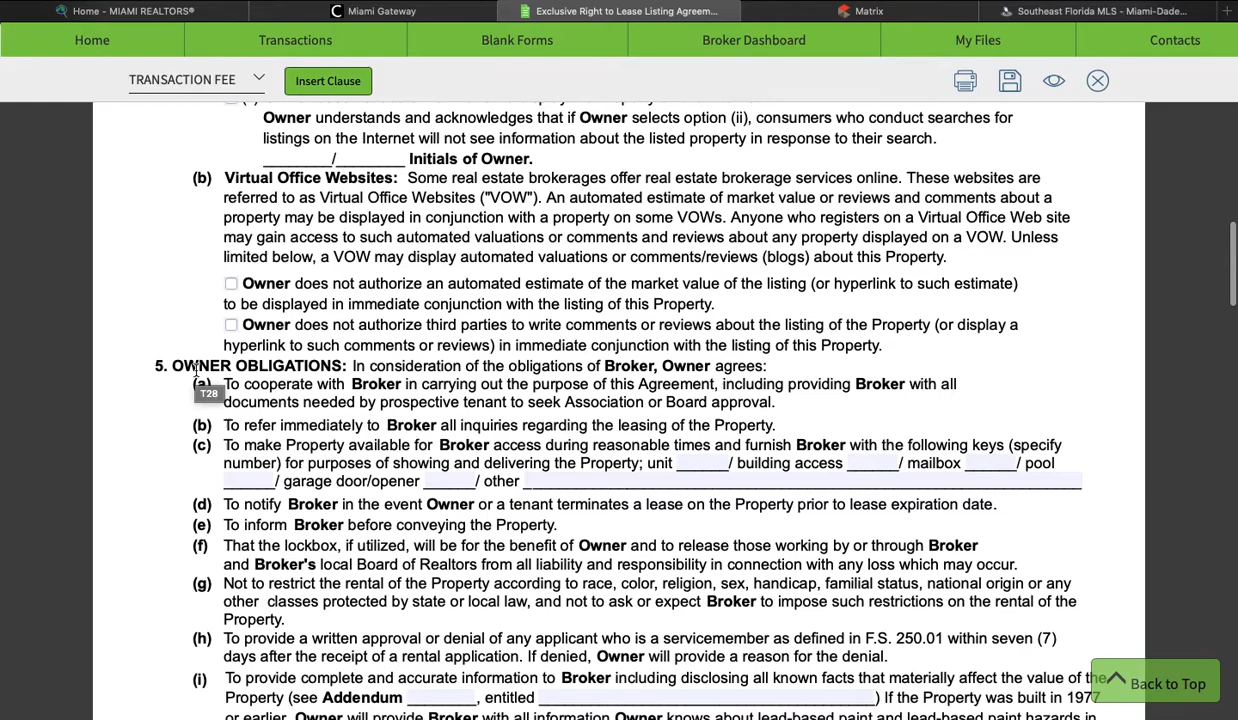 Home - MIAMI REALTORS®
Miami Gateway
Exclusive Right to Lease Listing Agreem...
Matrix
Southeast Florida MLS - Miami-Dade...
Home
Transactions
Blank Forms
Broker Dashboard
My Files
Contacts
TRANSACTION FEE
Insert Clause
Owner understands and acknowledges that if Owner selects option (ii), consumers who conduct searches for
listings on the Internet will not see information about the listed property in response to their search.
________/________ Initials of Owner.
(b) Virtual Office Websites: Some real estate brokerages offer real estate brokerage services online. These websites are
referred to as Virtual Office Websites ("VOW"). An automated estimate of market value or reviews and comments about a
property may be displayed in conjunction with a property on some VOWs. Anyone who registers on a Virtual Office Web site
may gain access to such automated valuations or comments and reviews about any property displayed on a VOW. Unless
limited below, a VOW may display automated valuations or comments/reviews (blogs) about this Property.
Owner does not authorize an automated estimate of the market value of the listing (or hyperlink to such estimate)
to be displayed in immediate conjunction with the listing of this Property.
Owner does not authorize third parties to write comments or reviews about the listing of the Property (or display a
hyperlink to such comments or reviews) in immediate conjunction with the listing of this Property.
5. OWNER OBLIGATIONS: In consideration of the obligations of Broker, Owner agrees:
(a) To cooperate with Broker in carrying out the purpose of this Agreement, including providing Broker with all
T28
documents needed by prospective tenant to seek Association or Board approval.
(b) To refer immediately to Broker all inquiries regarding the leasing of the Property.
(c) To make Property available for Broker access during reasonable times and furnish Broker with the following keys (specify
number) for purposes of showing and delivering the Property; unit ______/ building access ______/ mailbox ______/ pool
______/ garage door/opener ______/ other ____________________
(d) To notify Broker in the event Owner or a tenant terminates a lease on the Property prior to lease expiration date.
(e) To inform Broker before conveying the Property.
(f) That the lockbox, if utilized, will be for the benefit of Owner and to release those working by or through Broker
and Broker's local Board of Realtors from all liability and responsibility in connection with any loss which may occur.
(g) Not to restrict the rental of the Property according to race, color, religion, sex, handicap, familial status, national origin or any
other classes protected by state or local law, and not to ask or expect Broker to impose such restrictions on the rental of the
Property.
(h) To provide a written approval or denial of any applicant who is a servicemember as defined in F.S. 250.01 within seven (7)
days after the receipt of a rental application. If denied, Owner will provide a reason for the denial.
(i) To provide complete and accurate information to Broker including disclosing all known facts that materially affect the value of the
Property (see Addendum ________, entitled ____________________) If the Property was built in 1977
or earlier, Owner will provide Broker with all information Owner knows about lead-based paint and lead-based paint hazards in
Back to Top